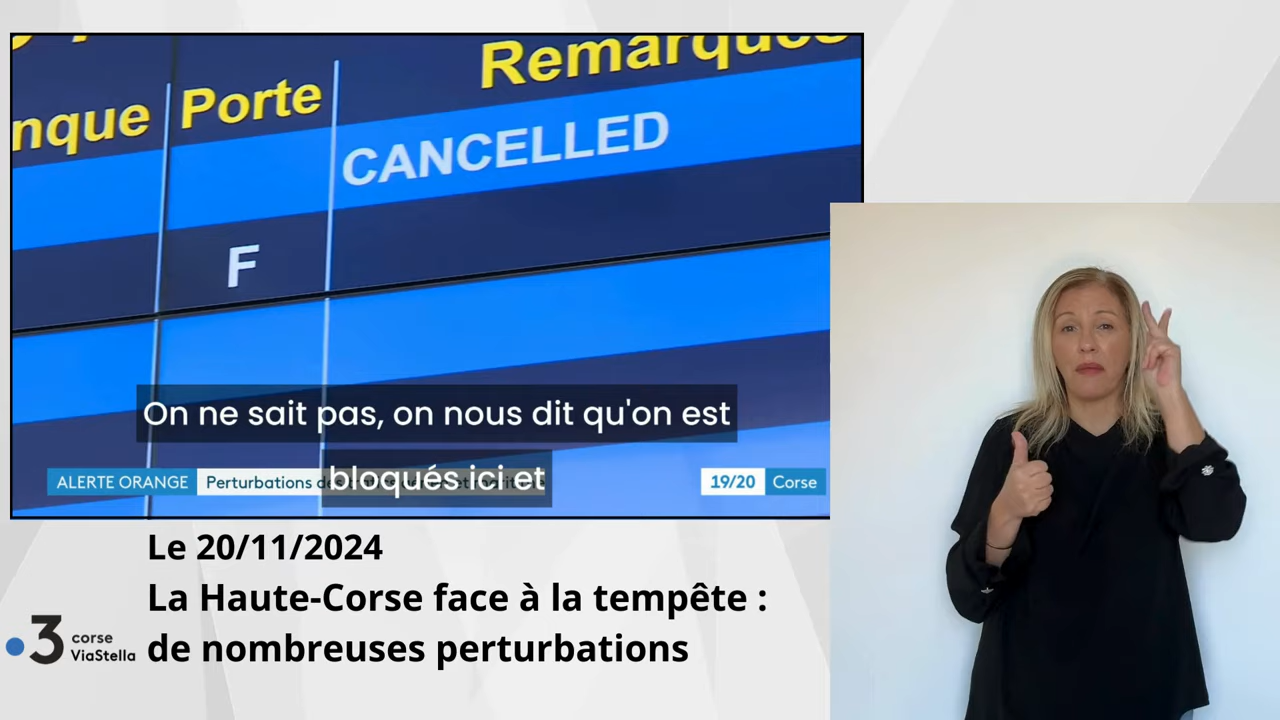 Remarques
nque Porte
CANCELLED
F
On ne sait pas, on nous dit qu'on est
bloqués ici et
ALERTE ORANGE Perturbations
19/20 Corse
Le 20/11/2024
La Haute-Corse face à la tempête :
de nombreuses perturbations
3 corse
ViaStella